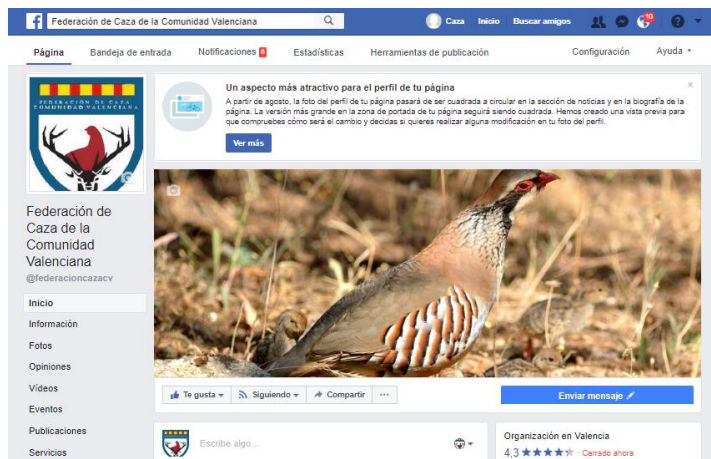 Federación de Caza de la Comunidad Valenciana
Caza Inicio Buscar amigos
10
Página Bandeja de entrada Notificaciones 8 Estadísticas Herramientas de publicación Configuración Ayuda
FEDERACIÓN DE CAZA
COMUNIDAD VALENCIANA
Un aspecto más atractivo para el perfil de tu página
A partir de agosto, la foto del perfil de tu página pasará de ser cuadrada a circular en la sección de noticias y en la biografía de la
página. La versión más grande en la zona de portada de tu página seguirá siendo cuadrada. Hemos creado una vista previa para
que compruebes cómo será el cambio y decidas si quieres realizar alguna modificación en tu foto del perfil.
Ver más
Federación de
Caza de la
Comunidad
Valenciana
@federacioncazacv
Inicio
Información
Fotos
Opiniones
Vídeos
Eventos
Publicaciones
Servicios
Te gusta Siguiendo Compartir ...
Enviar mensaje
Escribe algo...
Organización en Valencia
4,3 ★★★★★ · Cerrado ahora